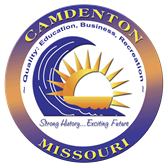 CAMDENTON
~ Quality: Education, Business, Recreation ~
Strong History... Exciting Future
MISSOURI